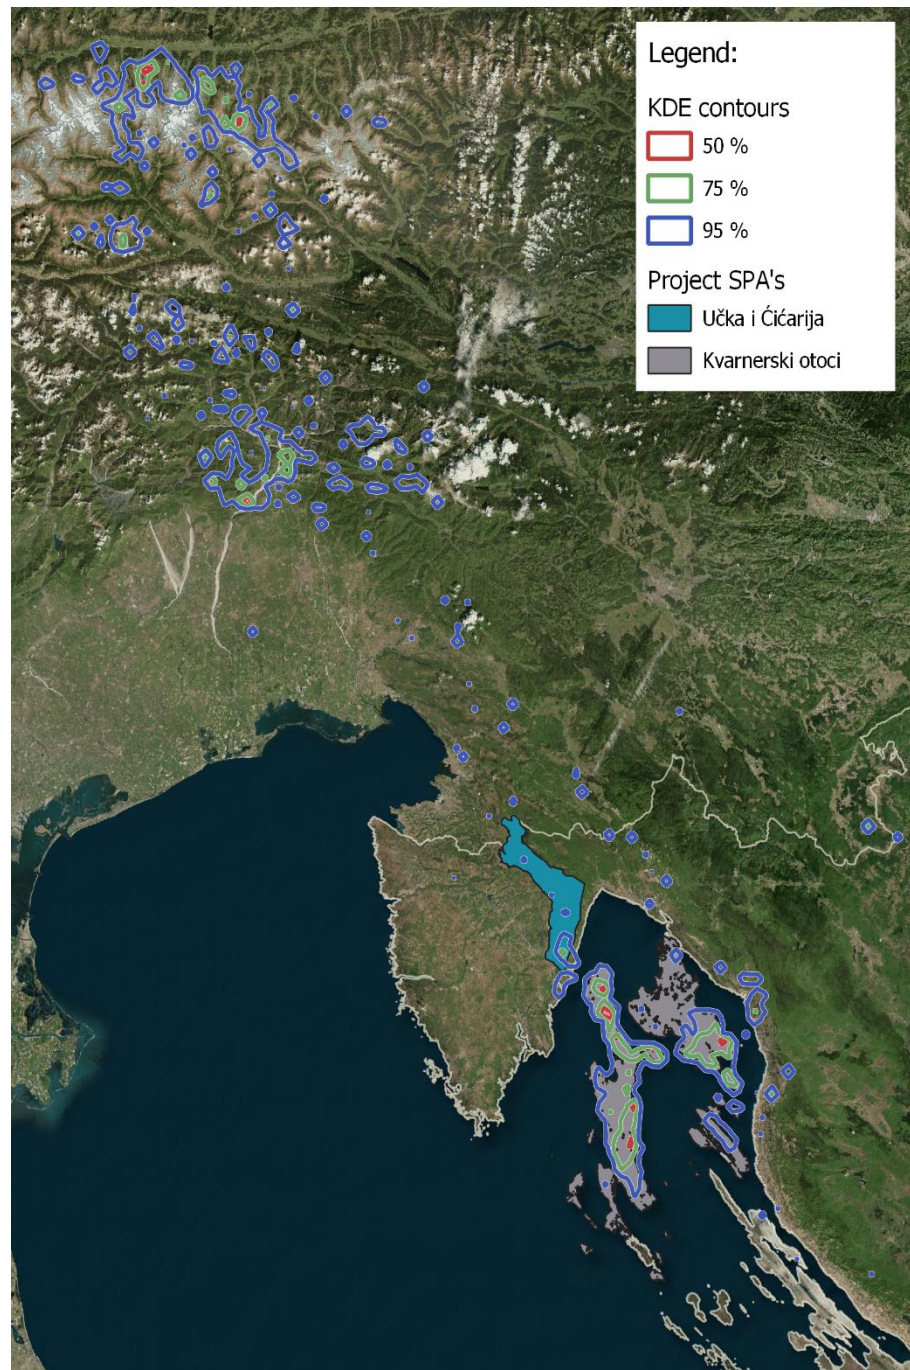 Legend:
KDE contours
50 %
75 %
95 %
Project SPA's
Učka i Ćićarija
Kvarnerski otoci